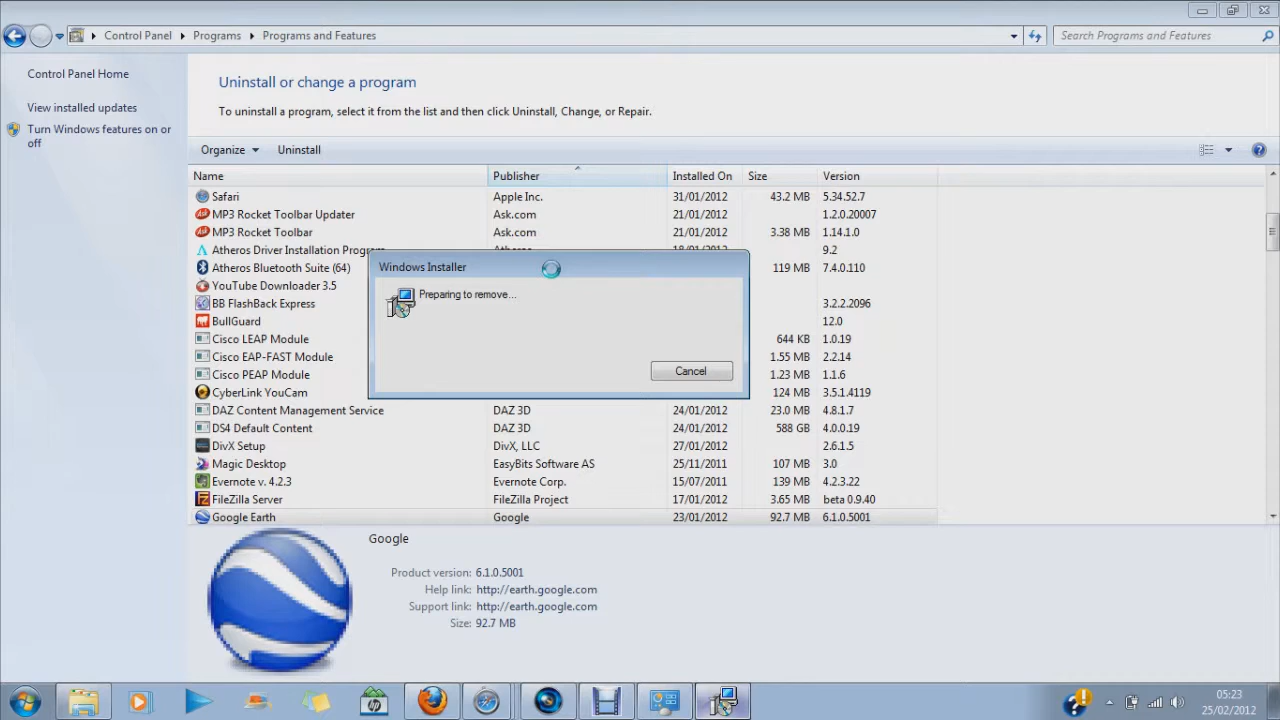 Control Panel Programs Programs and Features Search Programs and Features
Control Panel Home
View installed updates
Turn Windows features on or
off
Uninstall or change a program
To uninstall a program, select it from the list and then click Uninstall, Change, or Repair.
Organize Uninstall
Name Publisher Installed On Size Version
Safari Apple Inc. 31/01/2012 43.2 MB 5.34.52.7
MP3 Rocket Toolbar Updater Ask.com 21/01/2012 1.2.0.20007
MP3 Rocket Toolbar Ask.com 21/01/2012 3.38 MB 1.14.1.0
Atheros Driver Installation Program Atheros 18/01/2012 9.2
Atheros Bluetooth Suite (64) 119 MB 7.4.0.110
YouTube Downloader 3.5
BB FlashBack Express 3.2.2.2096
BullGuard 12.0
Cisco LEAP Module 644 KB 1.0.19
Cisco EAP-FAST Module 1.55 MB 2.2.14
Cisco PEAP Module 1.23 MB 1.1.6
CyberLink YouCam 124 MB 3.5.1.4119
DAZ Content Management Service DAZ 3D 24/01/2012 23.0 MB 4.8.1.7
DS4 Default Content DAZ 3D 24/01/2012 588 GB 4.0.0.19
DivX Setup DivX, LLC 27/01/2012 2.6.1.5
Magic Desktop EasyBits Software AS 25/11/2011 107 MB 3.0
Evernote v. 4.2.3 Evernote Corp. 15/07/2011 139 MB 4.2.3.22
FileZilla Server FileZilla Project 17/01/2012 3.65 MB beta 0.9.40
Google Earth Google 23/01/2012 92.7 MB 6.1.0.5001
Windows Installer
Preparing to remove...
Cancel
Google
Product version: 6.1.0.5001
Help link: http://earth.google.com
Support link: http://earth.google.com
Size: 92.7 MB
hp
05:23
25/02/2012